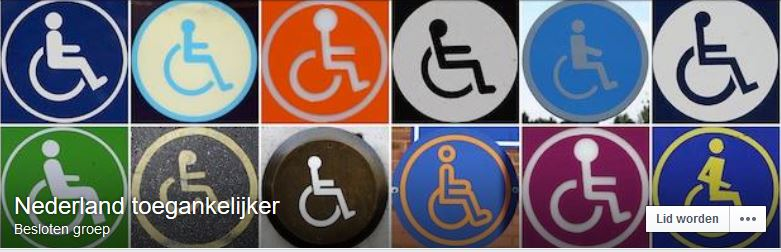 Nederland toegankelijker
Besloten groep
Lid worden